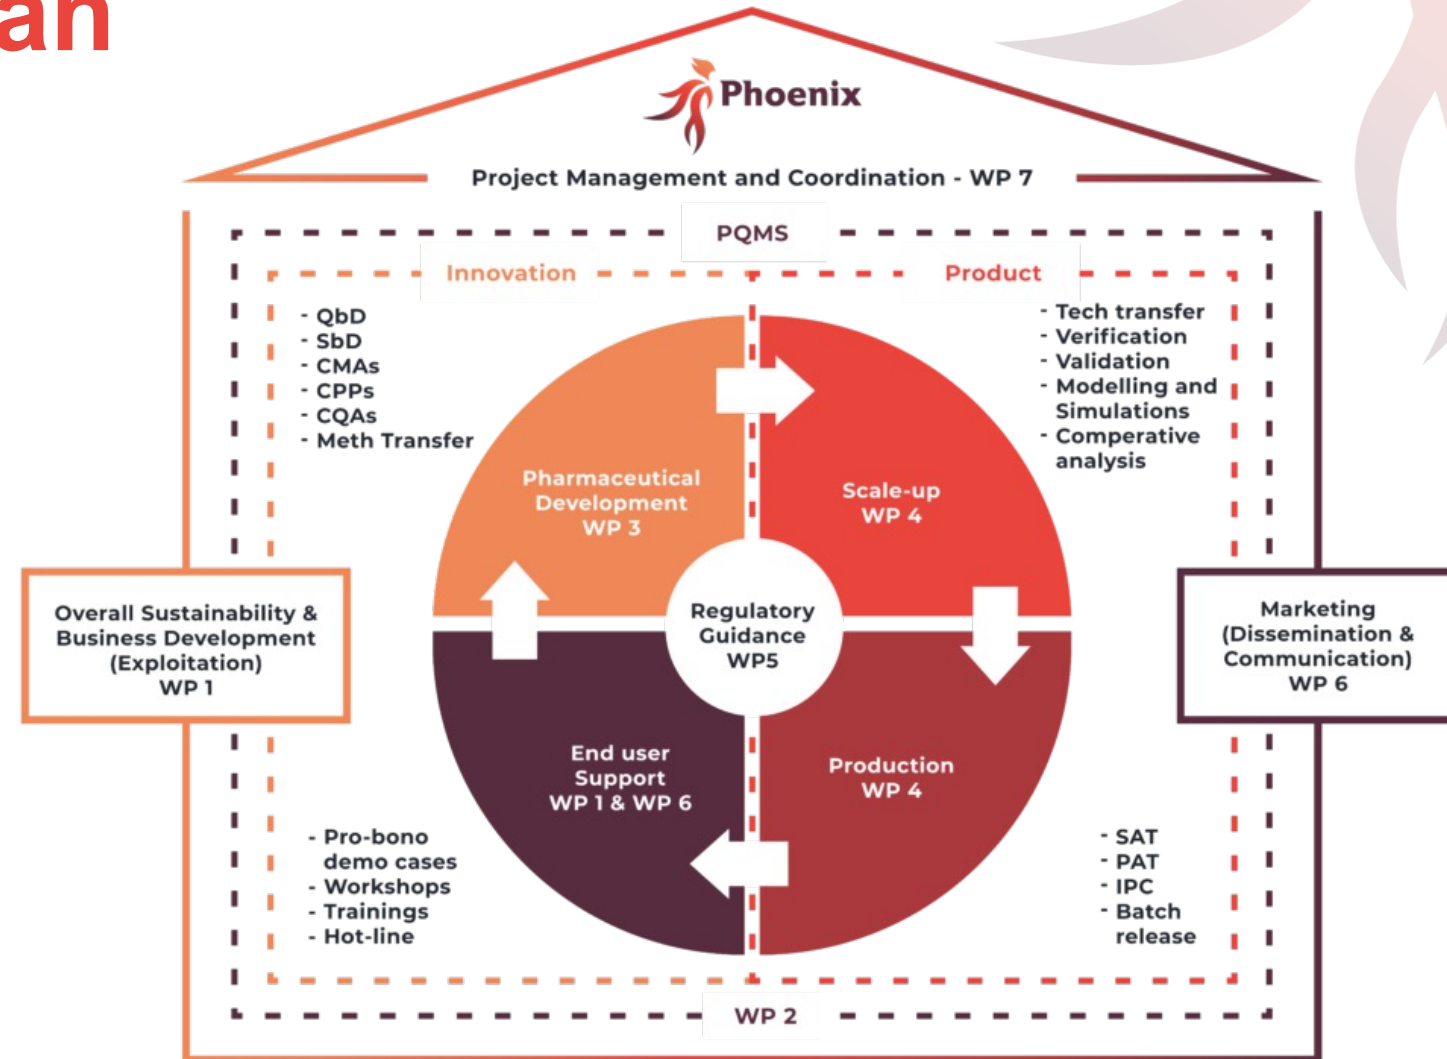 an
Phoenix
Project Management and Coordination - WP 7
PQMS
Innovation
Product
- QbD
- SbD
- CMAs
- CPPs
- CQAs
- Meth Transfer
- Tech transfer
- Verification
- Validation
- Modelling and
Simulations
- Comperative
analysis
Pharmaceutical
Development
WP 3
Scale-up
WP 4
Overall Sustainability &
Business Development
(Exploitation)
WP 1
Regulatory
Guidance
WP5
Marketing
(Dissemination &
Communication)
WP 6
End user
Support
WP 1 & WP 6
Production
WP 4
- Pro-bono
demo cases
- Workshops
- Trainings
- Hot-line
- SAT
- PAT
- IPC
- Batch
release
WP 2